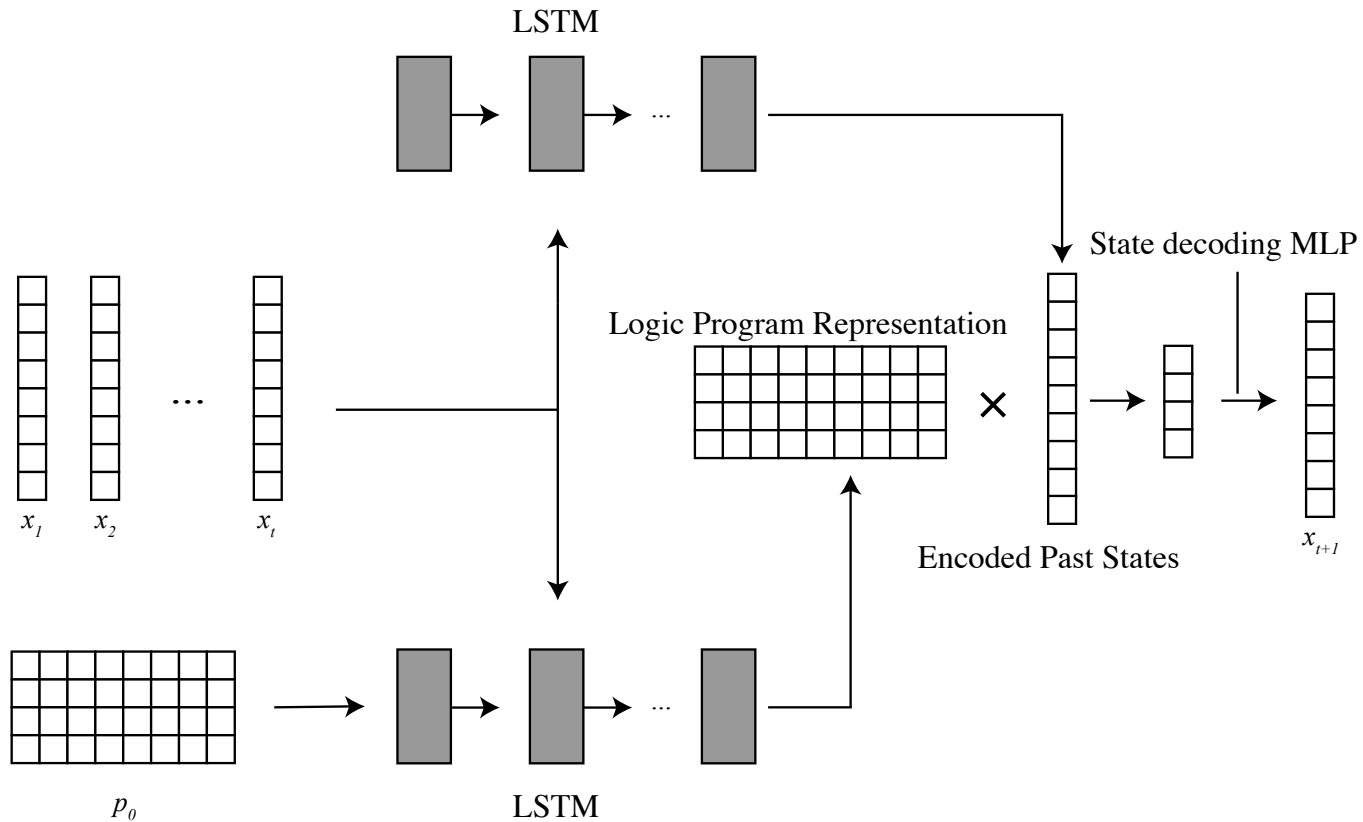 LSTM
...
State decoding MLP
Logic Program Representation
...
×
x₁
x₂
xₜ
xₜ₊₁
Encoded Past States
...
p₀
LSTM